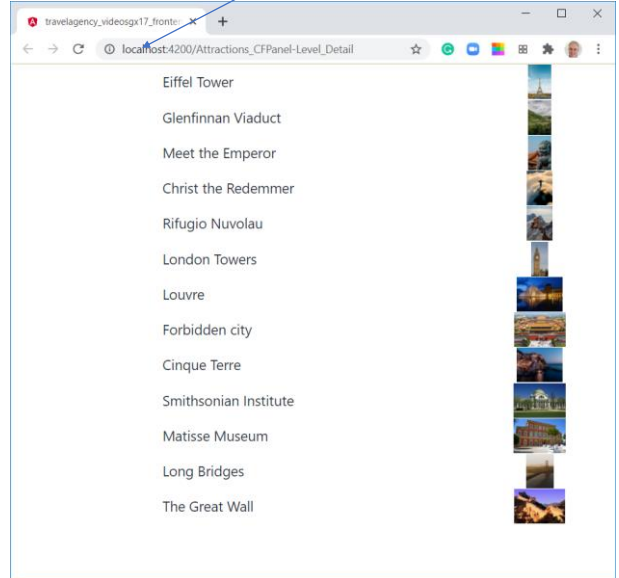 travelagency_videosgx17_fronter
localhost:4200/Attractions_CFPanel-Level_Detail
Eiffel Tower
Glenfinnan Viaduct
Meet the Emperor
Christ the Redemmer
Rifugio Nuvolau
London Towers
Louvre
Forbidden city
Cinque Terre
Smithsonian Institute
Matisse Museum
Long Bridges
The Great Wall